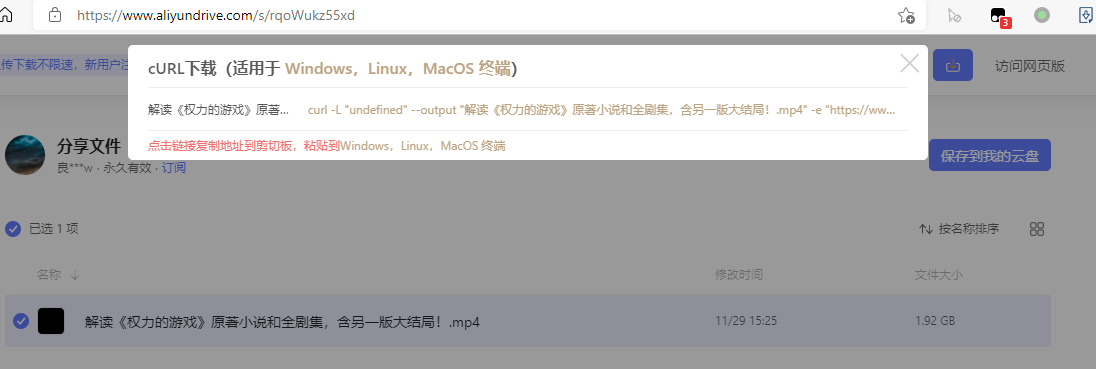 https://www.aliyundrive.com/s/rqoWukz55xd
3
传下载不限速，新用户注
cURL下载（适用于 Windows，Linux，MacOS 终端）
访问网页版
解读《权力的游戏》原著... curl -L "undefined" --output "解读《权力的游戏》原著小说和全剧集，含另一版大结局！.mp4" -e "https://ww...
点击链接复制地址到剪切板，粘贴到Windows，Linux，MacOS 终端
分享文件
保存到我的云盘
良***w · 永久有效 · 订阅
已选 1 项 按名称排序
名称 修改时间 文件大小
解读《权力的游戏》原著小说和全剧集，含另一版大结局！.mp4 11/29 15:25 1.92 GB